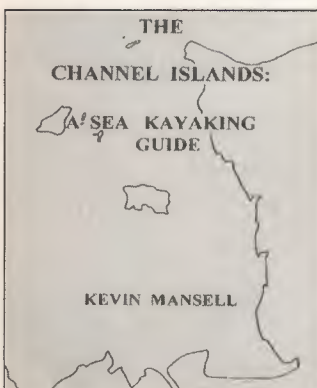 THE
CHANNEL ISLANDS:
A SEA KAYAKING
GUIDE
KEVIN MANSELL